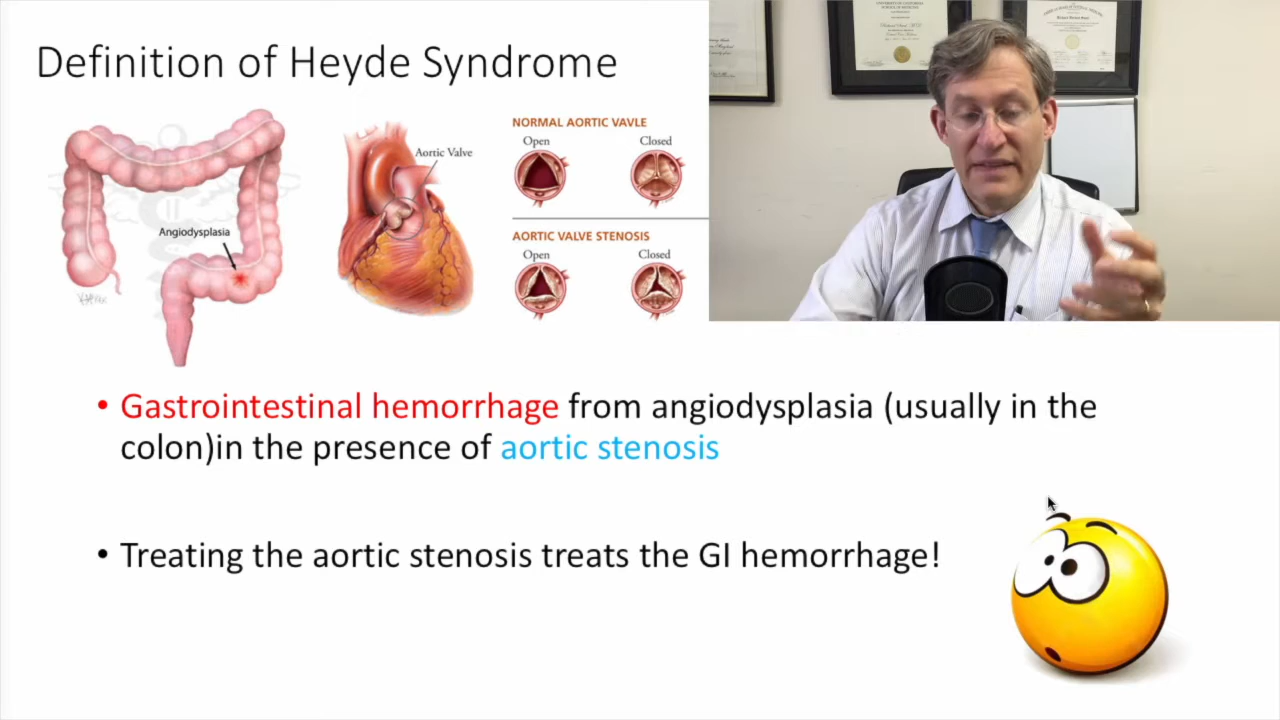 Definition of Heyde Syndrome
Angiodysplasia
Aortic Valve
NORMAL AORTIC VAVLE
Open
Closed
AORTIC VALVE STENOSIS
Open
Closed
• Gastrointestinal hemorrhage from angiodysplasia (usually in the
colon)in the presence of aortic stenosis
• Treating the aortic stenosis treats the GI hemorrhage!